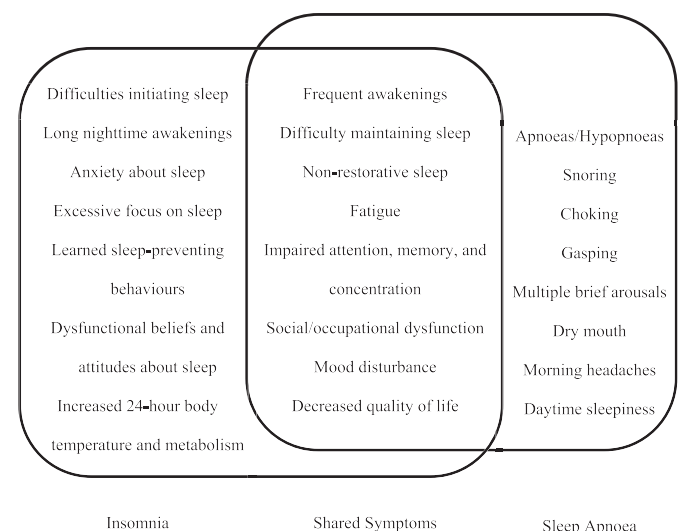 Difficulties initiating sleep
Long nighttime awakenings
Anxiety about sleep
Excessive focus on sleep
Learned sleep-preventing
behaviours
Dysfunctional beliefs and
attitudes about sleep
Increased 24-hour body
temperature and metabolism
Frequent awakenings
Difficulty maintaining sleep
Non-restorative sleep
Fatigue
Impaired attention, memory, and
concentration
Social/occupational dysfunction
Mood disturbance
Decreased quality of life
Apnoeas/Hypopnoeas
Snoring
Choking
Gasping
Multiple brief arousals
Dry mouth
Morning headaches
Daytime sleepiness
Insomnia
Shared Symptoms
Sleep Apnoea